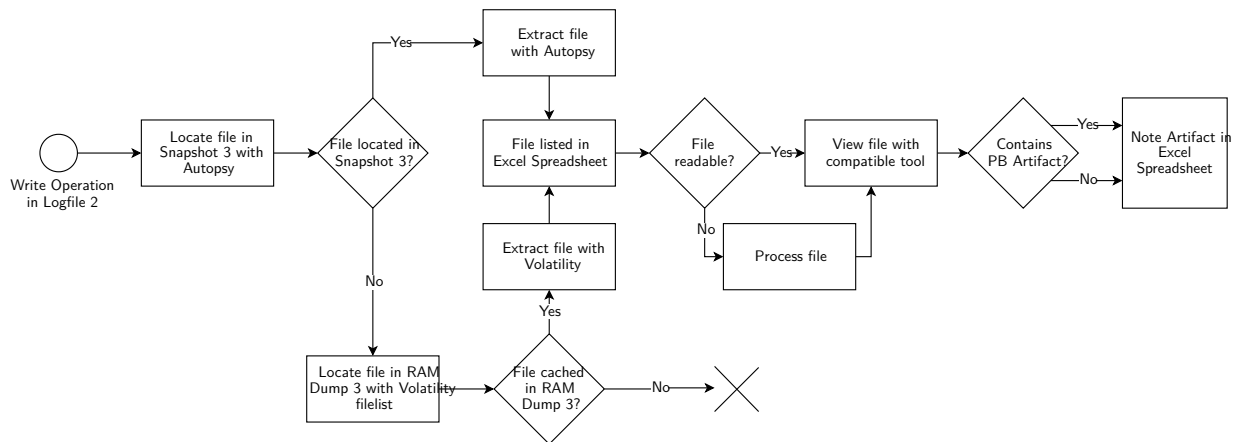 Extract file
with Autopsy
Yes
Write Operation
in Logfile 2
Locate file in
Snapshot 3 with
Autopsy
File located in
Snapshot 3?
File listed in
Excel Spreadsheet
File
readable?
Yes
View file with
compatible tool
Contains
PB Artifact?
Yes
No
Note Artifact in
Excel
Spreadsheet
No
Process file
Extract file with
Volatility
No
Yes
Locate file in RAM
Dump 3 with Volatility
filelist
File cached
in RAM
Dump 3?
No